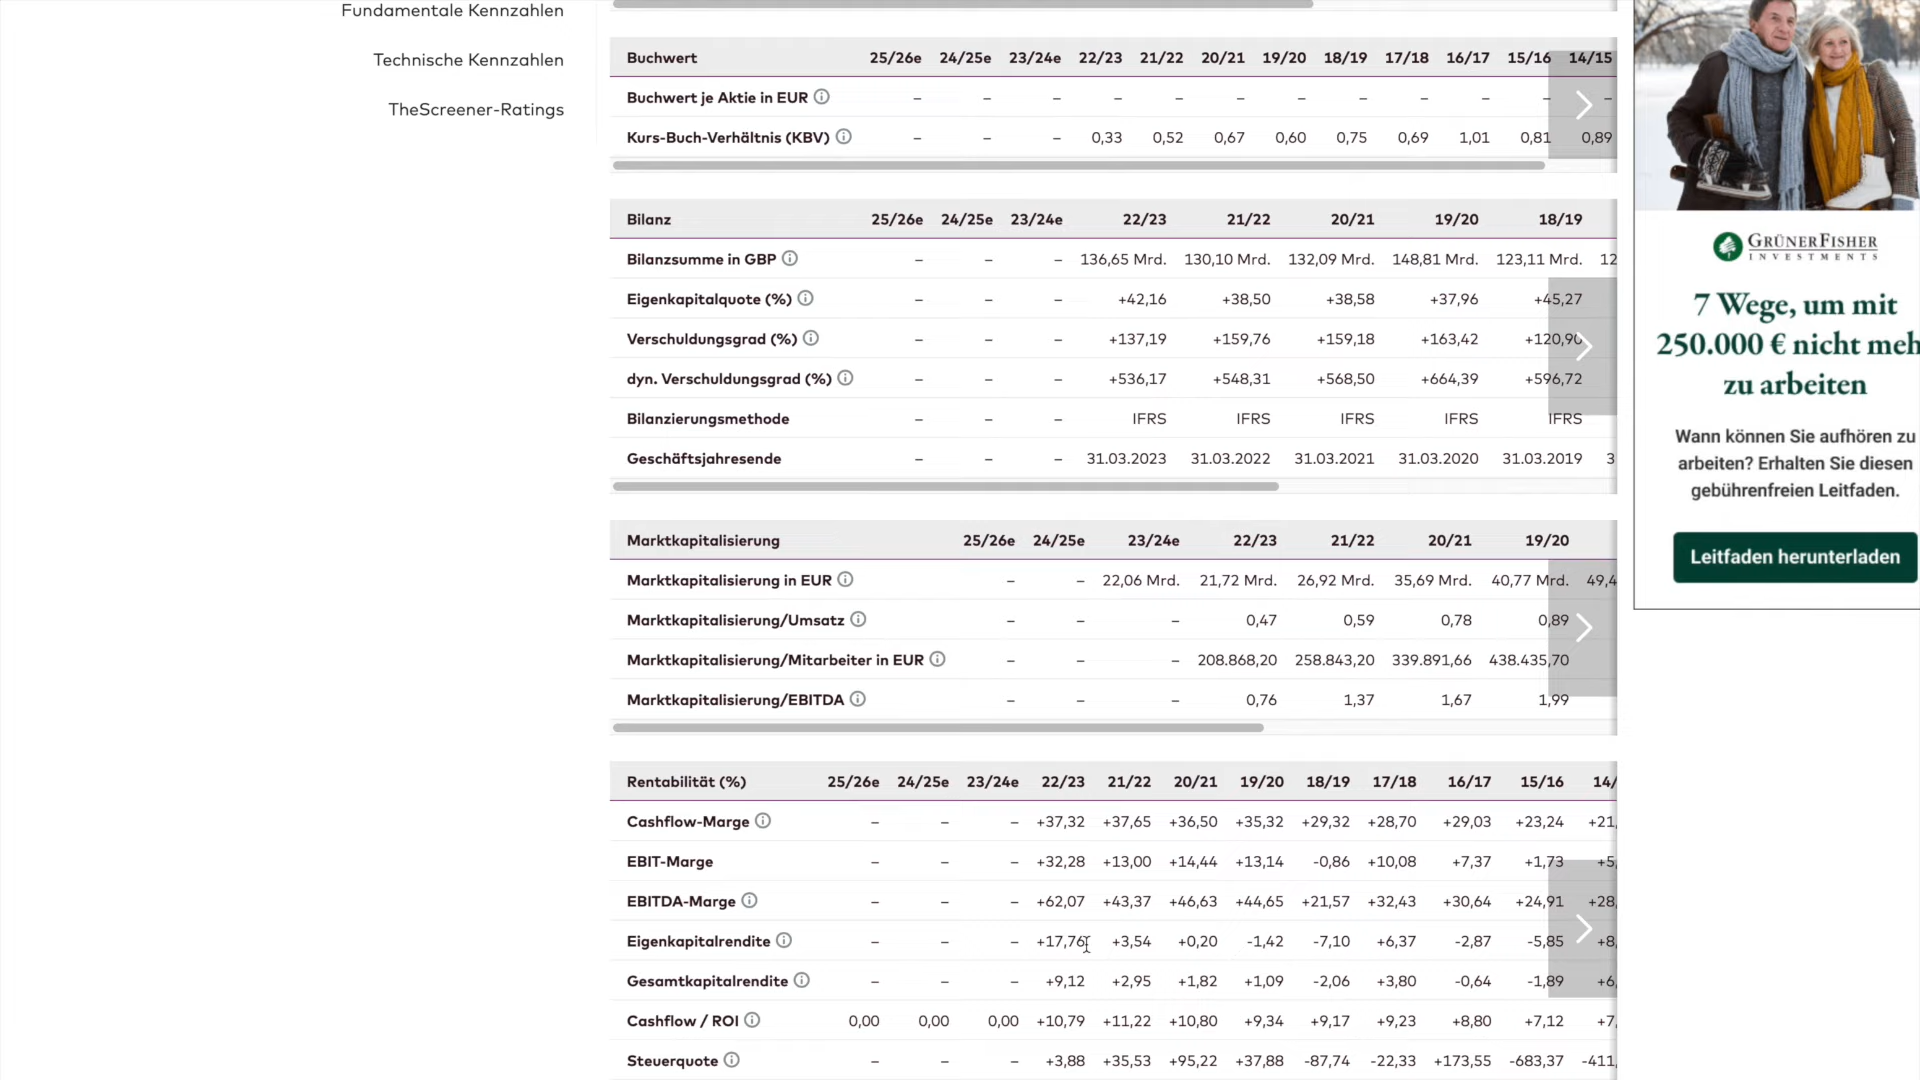 Fundamentale Kennzahlen
Technische Kennzahlen
TheScreener-Ratings
Buchwert 25/26e 24/25e 23/24e 22/23 21/22 20/21 19/20 18/19 17/18 16/17 15/16 14/15
Buchwert je Aktie in EUR – – – – – – – – – – – –
Kurs-Buch-Verhältnis (KBV) – – – 0,33 0,52 0,67 0,60 0,75 0,69 1,01 0,81 0,89
Bilanz 25/26e 24/25e 23/24e 22/23 21/22 20/21 19/20 18/19
Bilanzsumme in GBP – – – 136,65 Mrd. 130,10 Mrd. 132,09 Mrd. 148,81 Mrd. 123,11 Mrd. 12
Eigenkapitalquote (%) – – – +42,16 +38,50 +38,58 +37,96 +45,27
Verschuldungsgrad (%) – – – +137,19 +159,76 +159,18 +163,42 +120,90
dyn. Verschuldungsgrad (%) – – – +536,17 +548,31 +568,50 +664,39 +596,72
Bilanzierungsmethode – – – IFRS IFRS IFRS IFRS IFRS
Geschäftsjahresende – – – 31.03.2023 31.03.2022 31.03.2021 31.03.2020 31.03.2019 3
Marktkapitalisierung 25/26e 24/25e 23/24e 22/23 21/22 20/21 19/20
Marktkapitalisierung in EUR – – 22,06 Mrd. 21,72 Mrd. 26,92 Mrd. 35,69 Mrd. 40,77 Mrd. 49,4
Marktkapitalisierung/Umsatz – – – 0,47 0,59 0,78 0,89
Marktkapitalisierung/Mitarbeiter in EUR – – – 208.868,20 258.843,20 339.891,66 438.435,70
Marktkapitalisierung/EBITDA – – – 0,76 1,37 1,67 1,99
Rentabilität (%) 25/26e 24/25e 23/24e 22/23 21/22 20/21 19/20 18/19 17/18 16/17 15/16 14/
Cashflow-Marge – – – +37,32 +37,65 +36,50 +35,32 +29,32 +28,70 +29,03 +23,24 +21,
EBIT-Marge – – – +32,28 +13,00 +14,44 +13,14 -0,86 +10,08 +7,37 +1,73 +5,
EBITDA-Marge – – – +62,07 +43,37 +46,63 +44,65 +21,57 +32,43 +30,64 +24,91 +28,
Eigenkapitalrendite – – – +17,76 +3,54 +0,20 -1,42 -7,10 +6,37 -2,87 -5,85 +8,
Gesamtkapitalrendite – – – +9,12 +2,95 +1,82 +1,09 -2,06 +3,80 -0,64 -1,89 +6,
Cashflow / ROI 0,00 0,00 0,00 +10,79 +11,22 +10,80 +9,34 +9,17 +9,23 +8,80 +7,12 +7,
Steuerquote – – – +3,88 +35,53 +95,22 +37,88 -87,74 -22,33 +173,55 -683,37 -411,
GRÜNERFISHER
INVESTMENTS
7 Wege, um mit
250.000 € nicht meh
zu arbeiten
Wann können Sie aufhören zu
arbeiten? Erhalten Sie diesen
gebührenfreien Leitfaden.
Leitfaden herunterladen